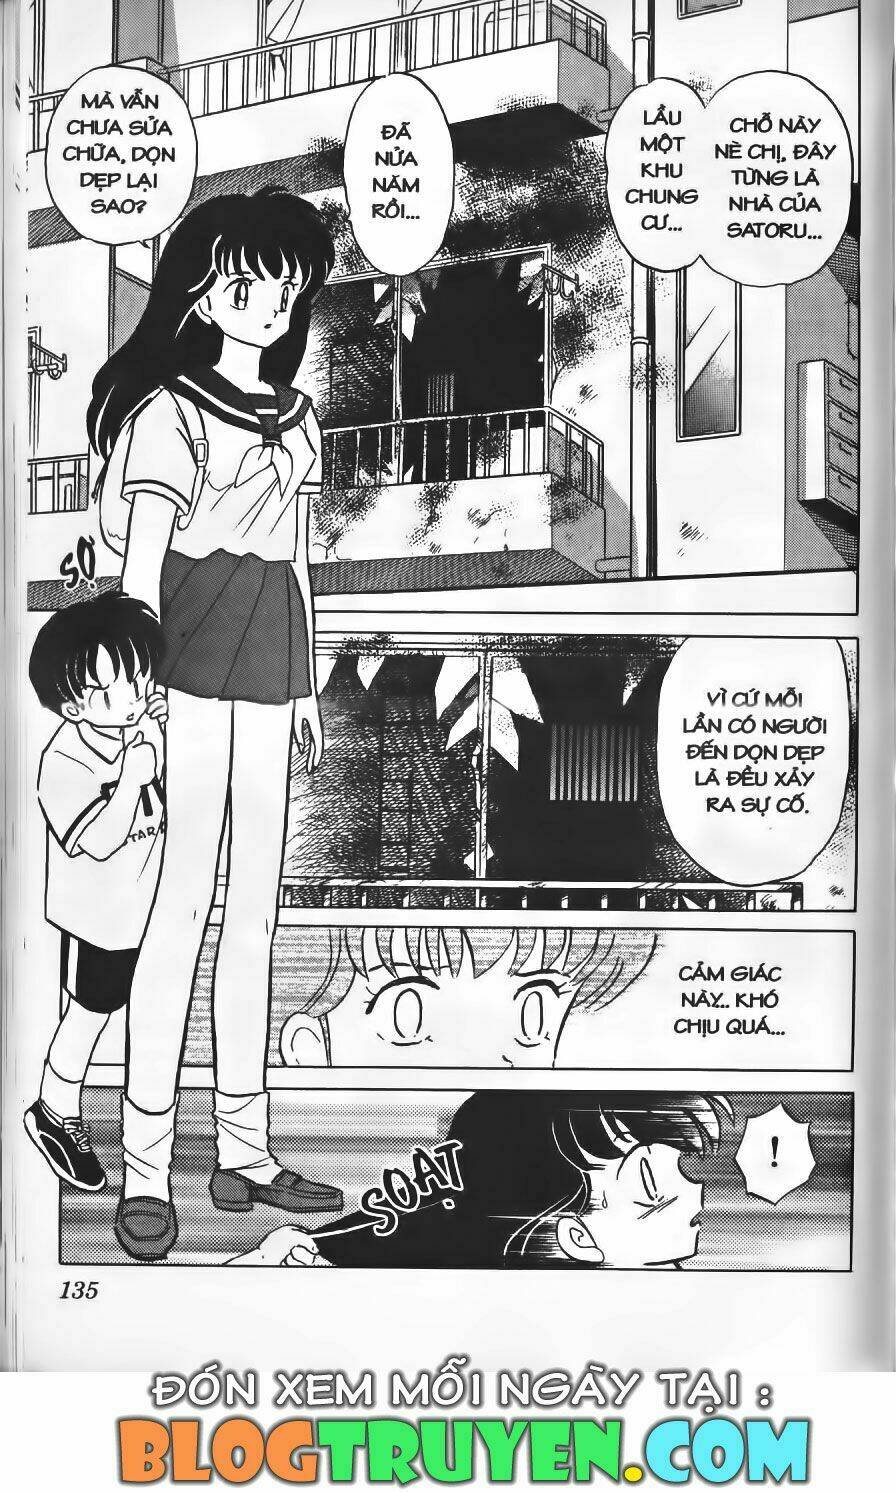 CHỖ NÀY
NÈ CHỊ, ĐÂY
TỪNG LÀ
NHÀ CỦA
SATORU...
LẦU
MỘT
KHU
CHUNG
CƯ...
ĐÃ
NỬA
NĂM
RỒI...
MÀ VẪN
CHƯA SỬA
CHỮA, DỌN
DẸP LẠI
SAO?
SỢ
STAR
VÌ CỨ MỖI
LẦN CÓ NGƯỜI
ĐẾN DỌN DẸP
LÀ ĐỀU XẢY
RA SỰ CỐ.
CẢM GIÁC
NÀY... KHÓ
CHỊU QUÁ...
!
SOẠT
135
ĐÓN XEM MỖI NGÀY TẠI :
BLOGTRUYEN.COM